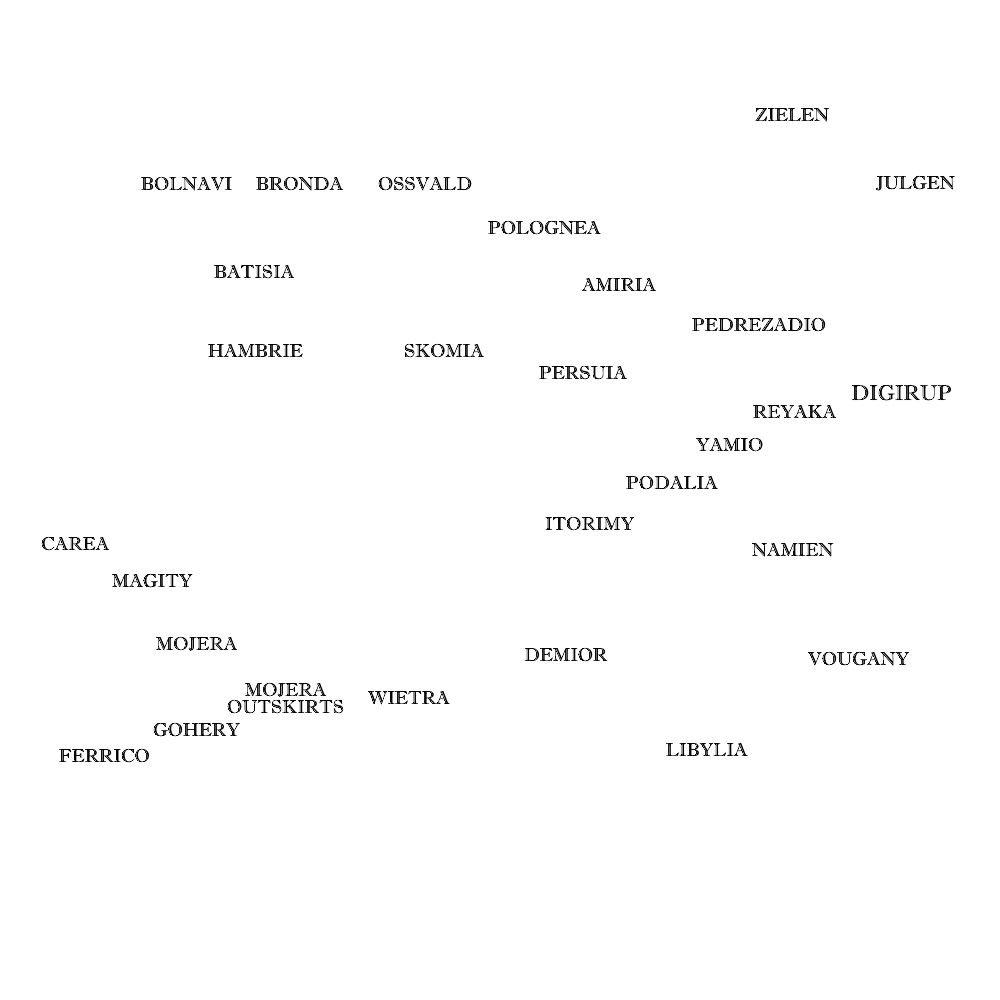 ZIELEN
BOLNAVI
BRONDA
OSSVALD
JULGEN
POLOGNEA
BATISIA
AMIRIA
PEDREZADIO
HAMBRIE
SKOMIA
PERSUIA
DIGIRUP
REYAKA
YAMIO
PODALIA
ITORIMY
CAREA
NAMIEN
MAGITY
MOJERA
DEMIOR
VOUGANY
MOJERA
OUTSKIRTS
WIETRA
GOHERY
FERRICO
LIBYLIA